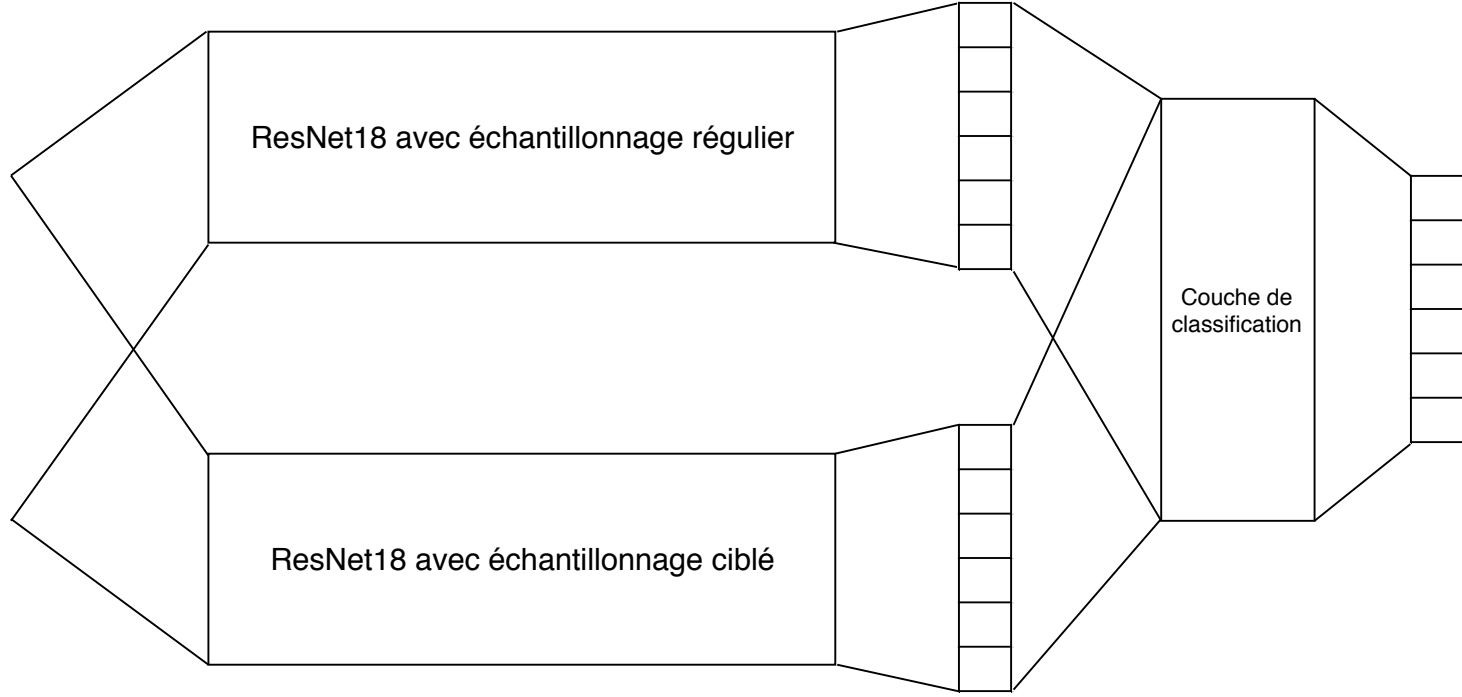 ResNet18 avec échantillonnage régulier
Couche de
classification
ResNet18 avec échantillonnage ciblé